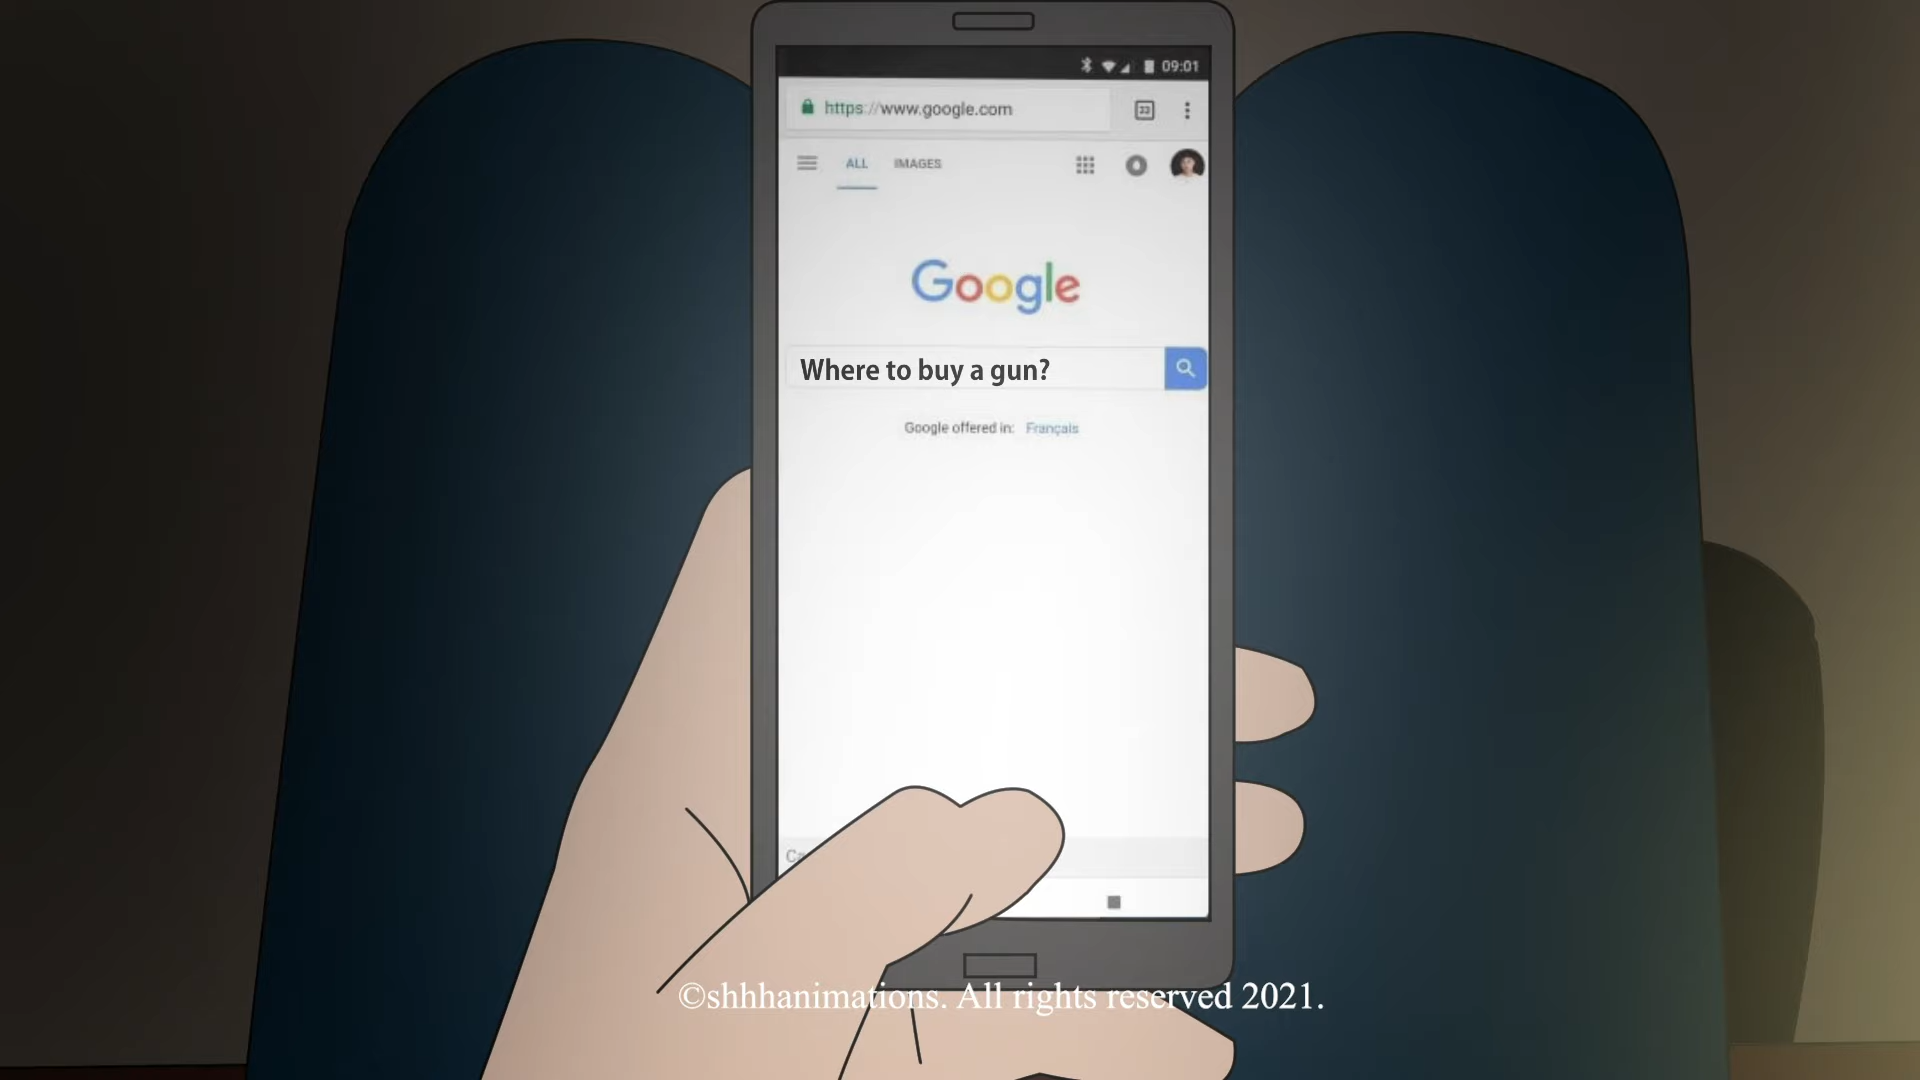 09:01
https://www.google.com
22
ALL IMAGES
Google
Where to buy a gun?
Google offered in: Français
©shhhanimations. All rights reserved 2021.